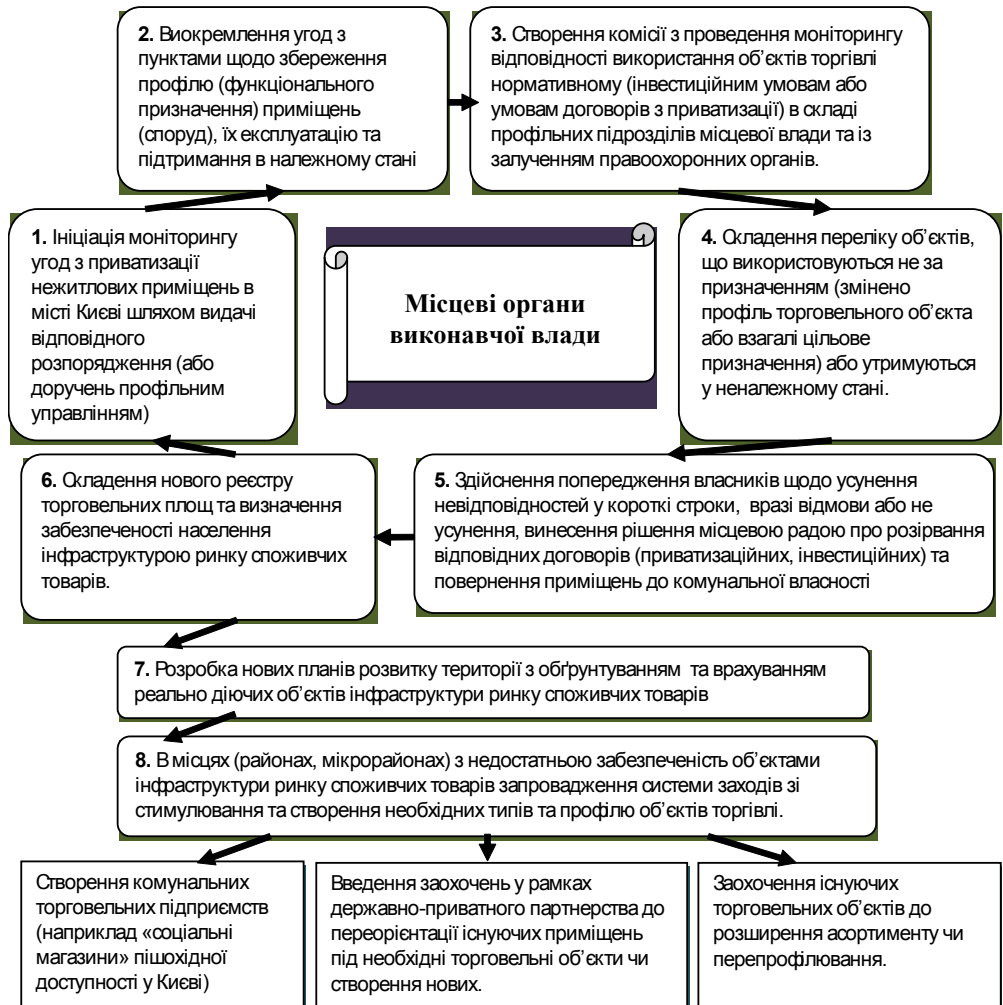 1. Ініціація моніторингу
угод з приватизації
нежитлових приміщень в
місті Києві шляхом видачі
відповідного
розпорядження (або
доручень профільним
управлінням)
2. Виокремлення угод з
пунктами щодо збереження
профілю (функціонального
призначення) приміщень
(споруд), їх експлуатацію та
підтримання в належному стані
3. Створення комісії з проведення моніторингу
відповідності використання об’єктів торгівлі
нормативному (інвестиційним умовам або
умовам договорів з приватизації) в складі
профільних підрозділів місцевої влади та із
залученням правоохоронних органів.
Місцеві органи
виконавчої влади
4. Складення переліку об’єктів,
що використовуються не за
призначенням (змінено
профіль торговельного об’єкта
або взагалі цільове
призначення) або утримуються
у неналежному стані.
5. Здійснення попередження власників щодо усунення
невідповідностей у короткі строки, вразі відмови або не
усунення, винесення рішення місцевою радою про розірвання
відповідних договорів (приватизаційних, інвестиційних) та
повернення приміщень до комунальної власності
6. Складення нового реєстру
торговельних площ та визначення
забезпеченості населення
інфраструктурою ринку споживчих
товарів.
7. Розробка нових планів розвитку території з обґрунтуванням та врахуванням
реально діючих об’єктів інфраструктури ринку споживчих товарів
8. В місцях (районах, мікрорайонах) з недостатньою забезпеченість об’єктами
інфраструктури ринку споживчих товарів запровадження системи заходів зі
стимулювання та створення необхідних типів та профілю об’єктів торгівлі.
Створення комунальних
торговельних підприємств
(наприклад «соціальні
магазини» пішохідної
доступності у Києві)
Введення заохочень у рамках
державно-приватного партнерства до
переорієнтації існуючих приміщень
під необхідні торговельні об’єкти чи
створення нових.
Заохочення існуючих
торговельних об’єктів до
розширення асортименту чи
перепрофілювання.